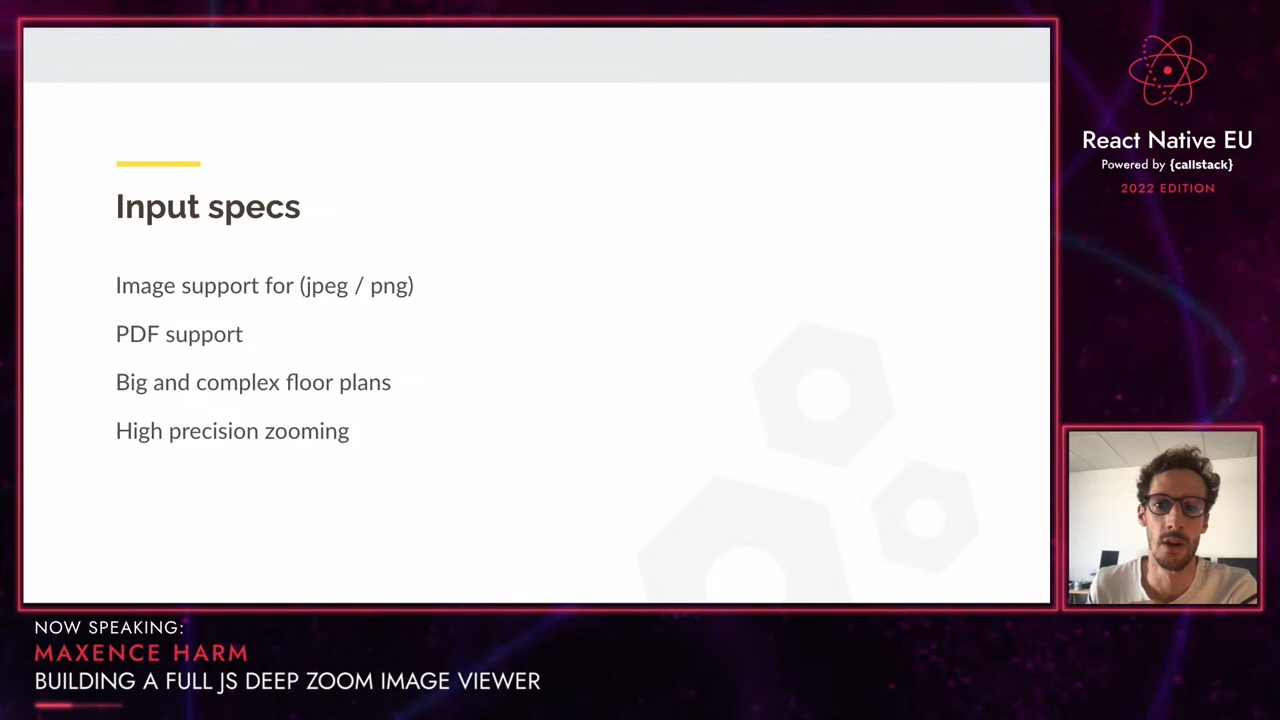 Input specs
Image support for (jpeg / png)
PDF support
Big and complex floor plans
High precision zooming
React Native EU
Powered by {callstack}
2022 EDITION
NOW SPEAKING:
MAXENCE HARM
BUILDING A FULL JS DEEP ZOOM IMAGE VIEWER